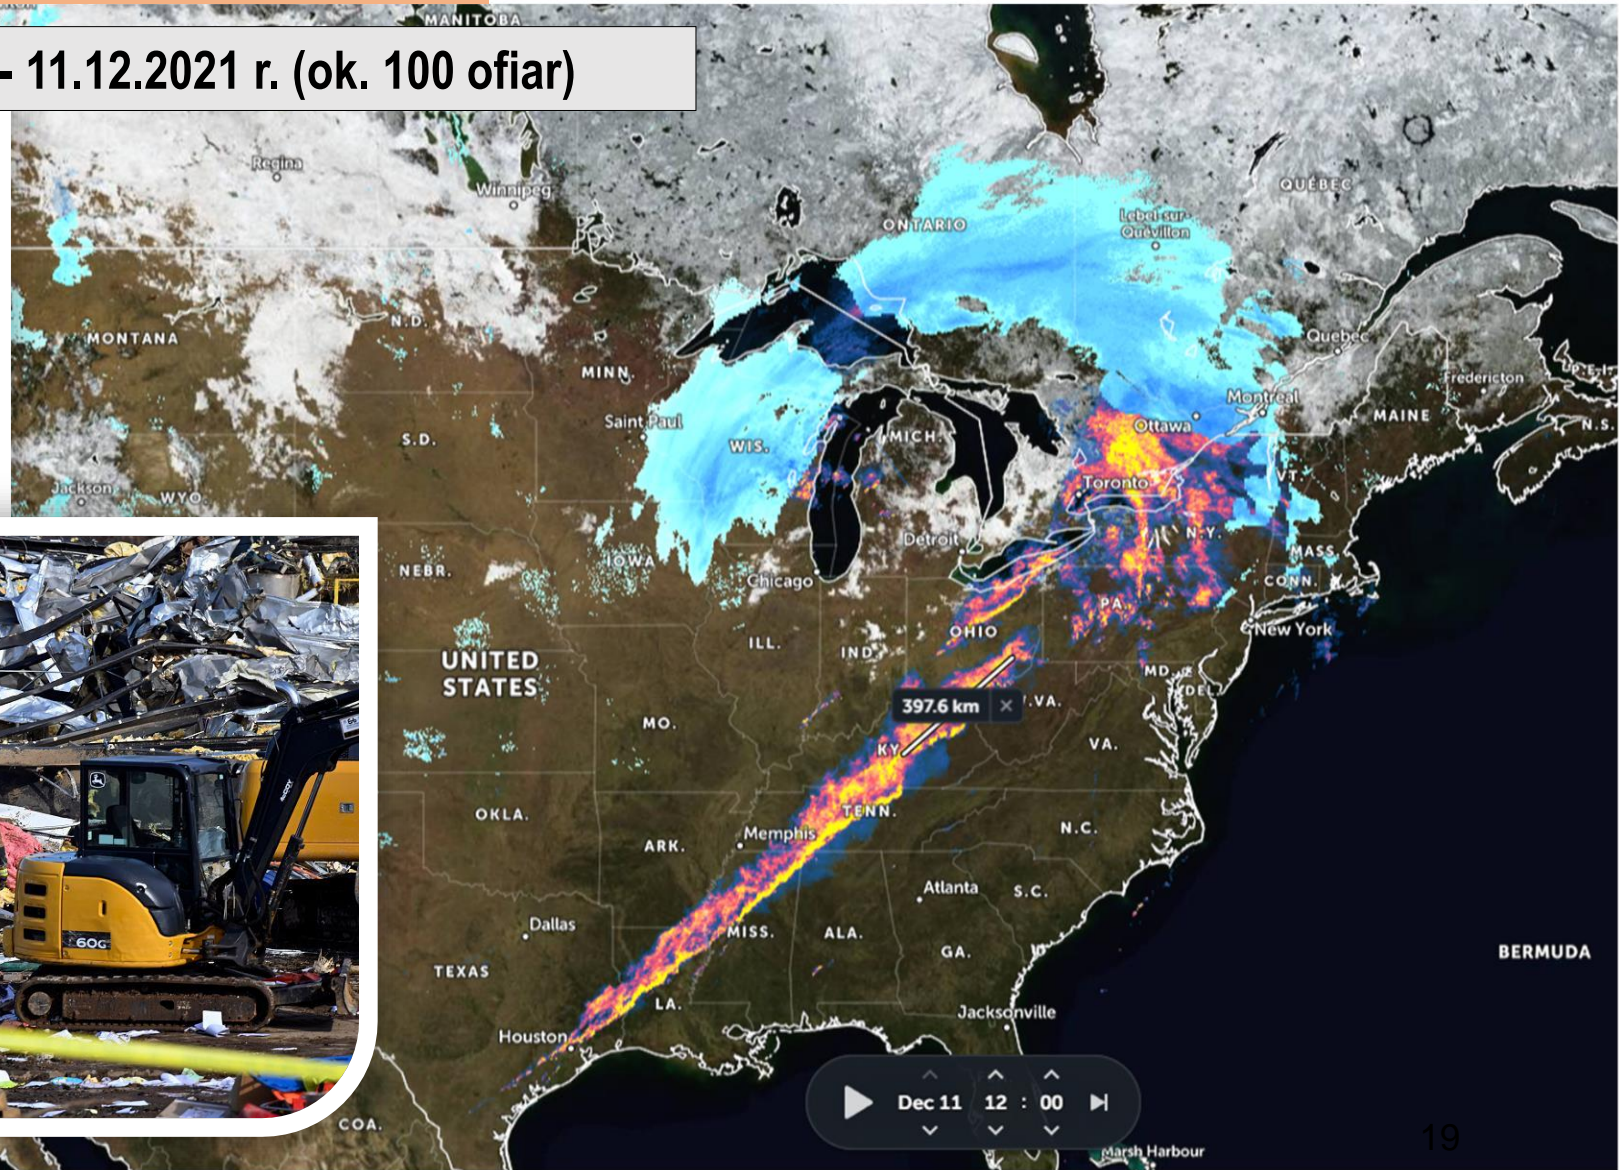 MANITOBA
- 11.12.2021 r. (ok. 100 ofiar)
Regina
Winnipeg
QUÉBEC
ONTARIO
Lebel-sur-
Quévillon
MONTANA
N.D.
Quebec
MINN.
Fredericton
P.E.I.
Montreal
MAINE
Saint Paul
Ottawa
N.S.
S.D.
WIS.
MICH.
Jackson
WYO.
Toronto
VT.
Detroit
N.Y.
MASS.
NEBR.
IOWA
Chicago
CONN.
PA.
OHIO
New York
ILL.
IND.
UNITED
STATES
MD.
DEL.
397.6 km ×
.VA.
MO.
KY
VA.
OKLA.
TENN.
Memphis
N.C.
ARK.
Atlanta
S.C.
Dallas
MISS.
ALA.
GA.
BERMUDA
60G
TEXAS
LA.
Jacksonville
Houston
Dec 11 12 : 00
COA.
19
Marsh Harbour